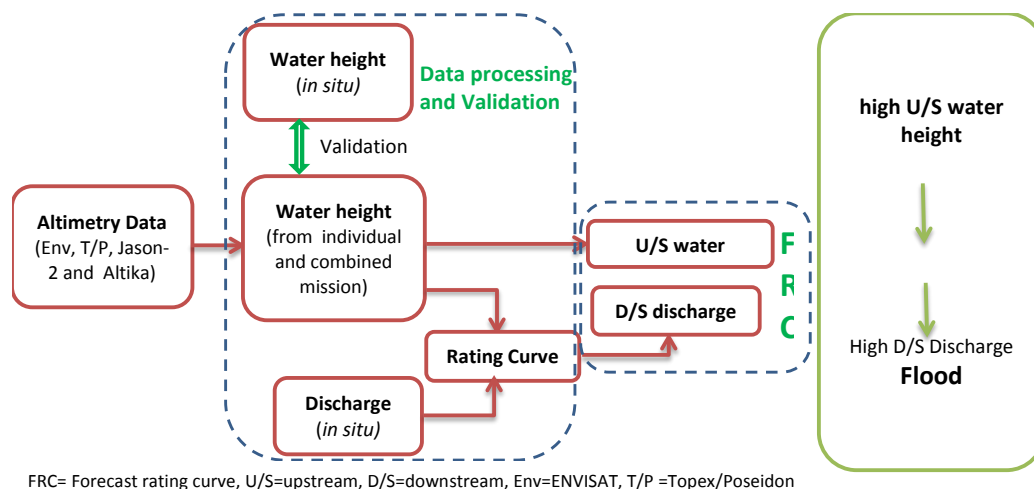 Water height
(in situ)
Data processing
and Validation
Validation
Altimetry Data
(Env, T/P, Jason-
2 and Altika)
Water height
(from individual
and combined
mission)
Rating Curve
Discharge
(in situ)
U/S water
D/S discharge
F
R
C
high U/S water
height
High D/S Discharge
Flood
FRC= Forecast rating curve, U/S=upstream, D/S=downstream, Env=ENVISAT, T/P =Topex/Poseidon